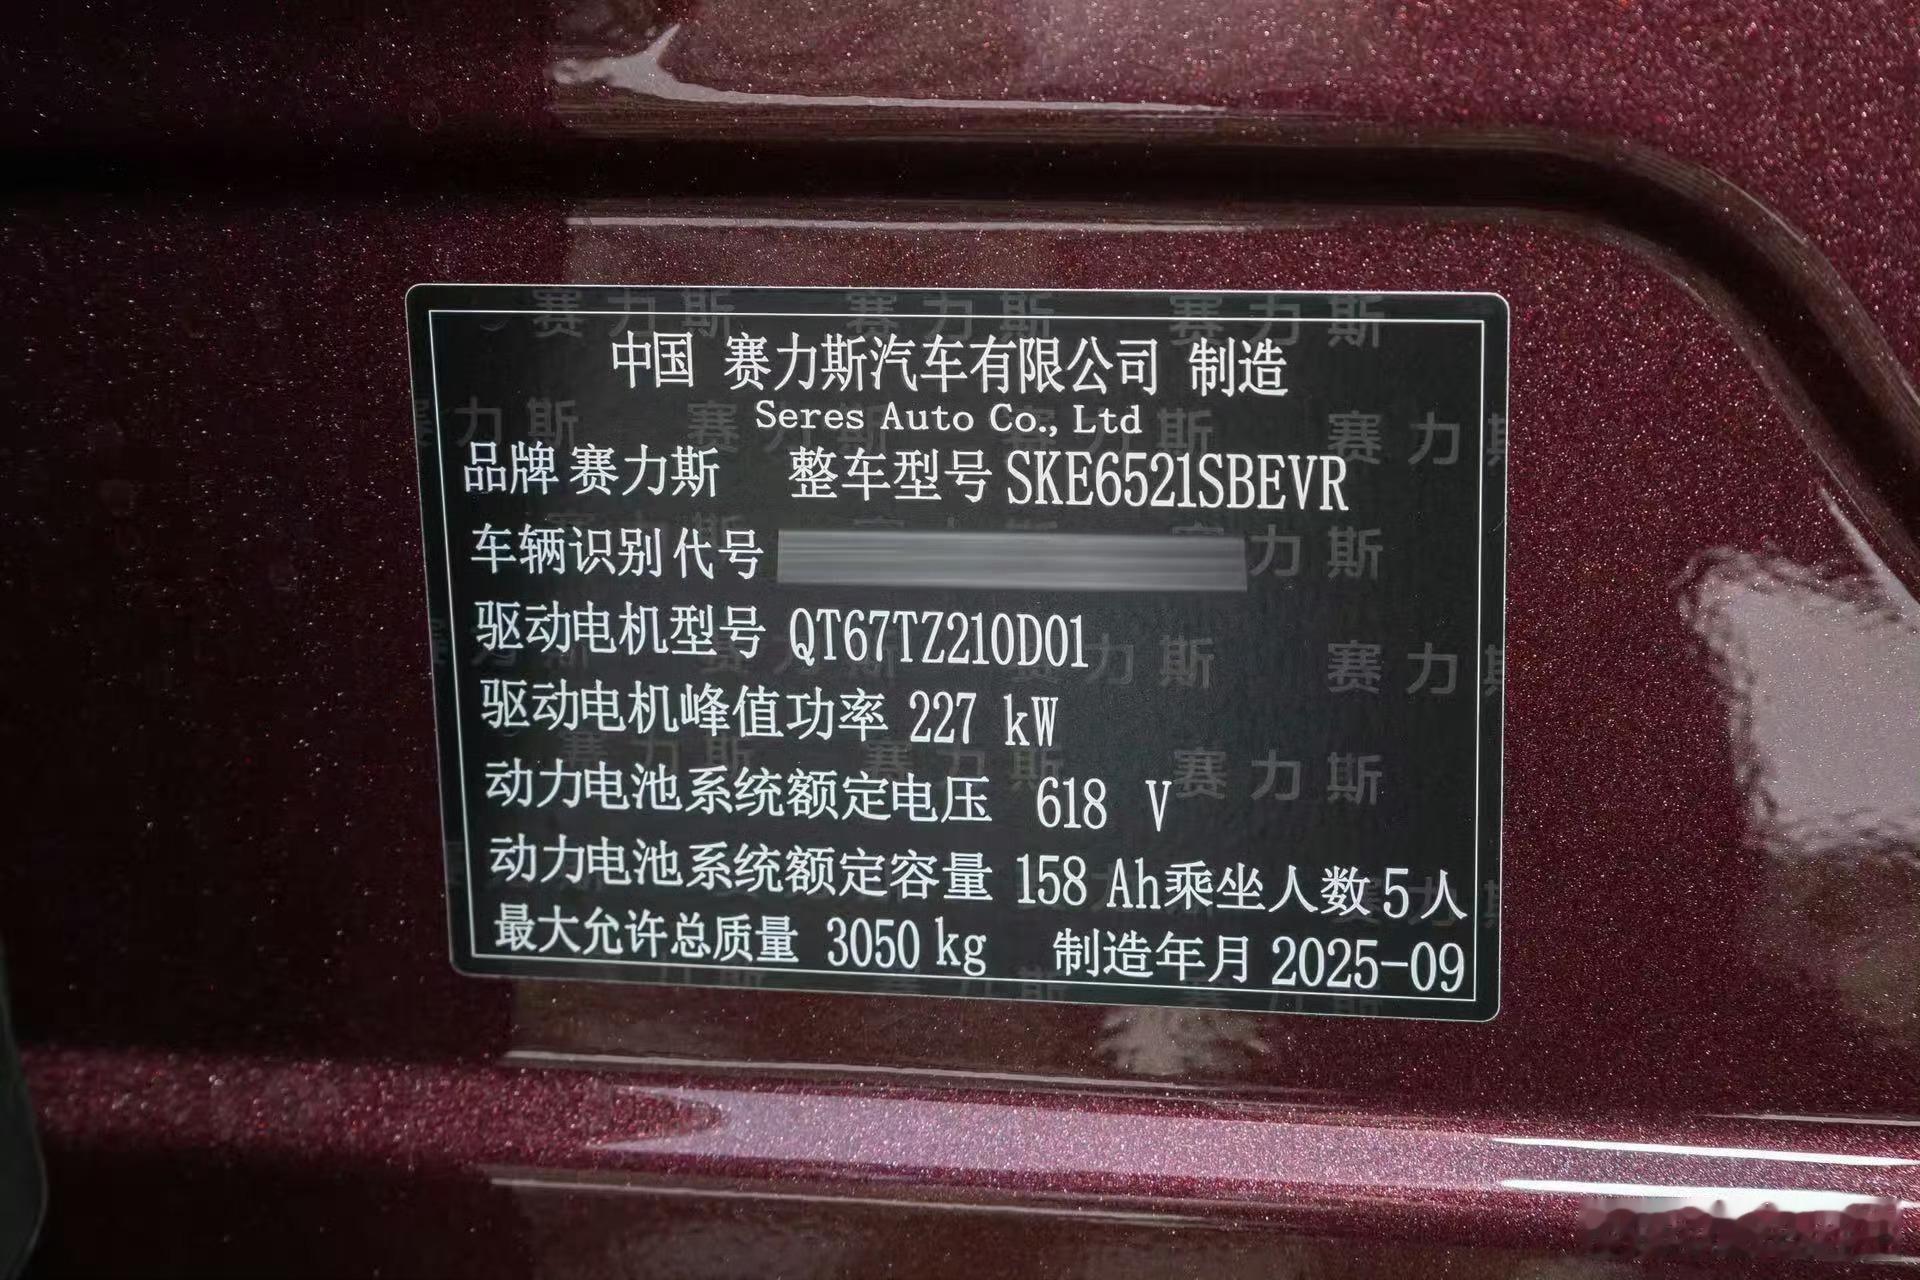 中国 赛力斯汽车有限公司 制造
Seres Auto Co., Ltd
品牌 赛力斯 整车型号 SKE6521SBEVR
车辆识别代号
驱动电机型号 QT67TZ210D01
驱动电机峰值功率 227 kW
动力电池系统额定电压 618 V
动力电池系统额定容量 158 Ah 乘坐人数 5 人
最大允许总质量 3050 kg 制造年月 2025-09